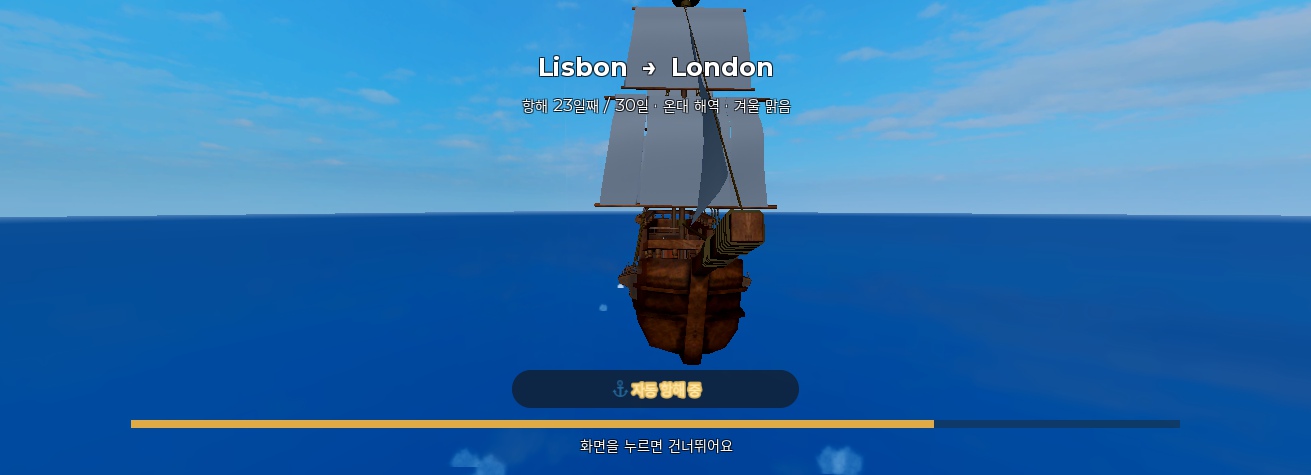 Lisbon → London
항해 23일째 / 30일 · 온대 해역 · 겨울 맑음
⚓ 자동 항해 중
화면을 누르면 건너뛰어요